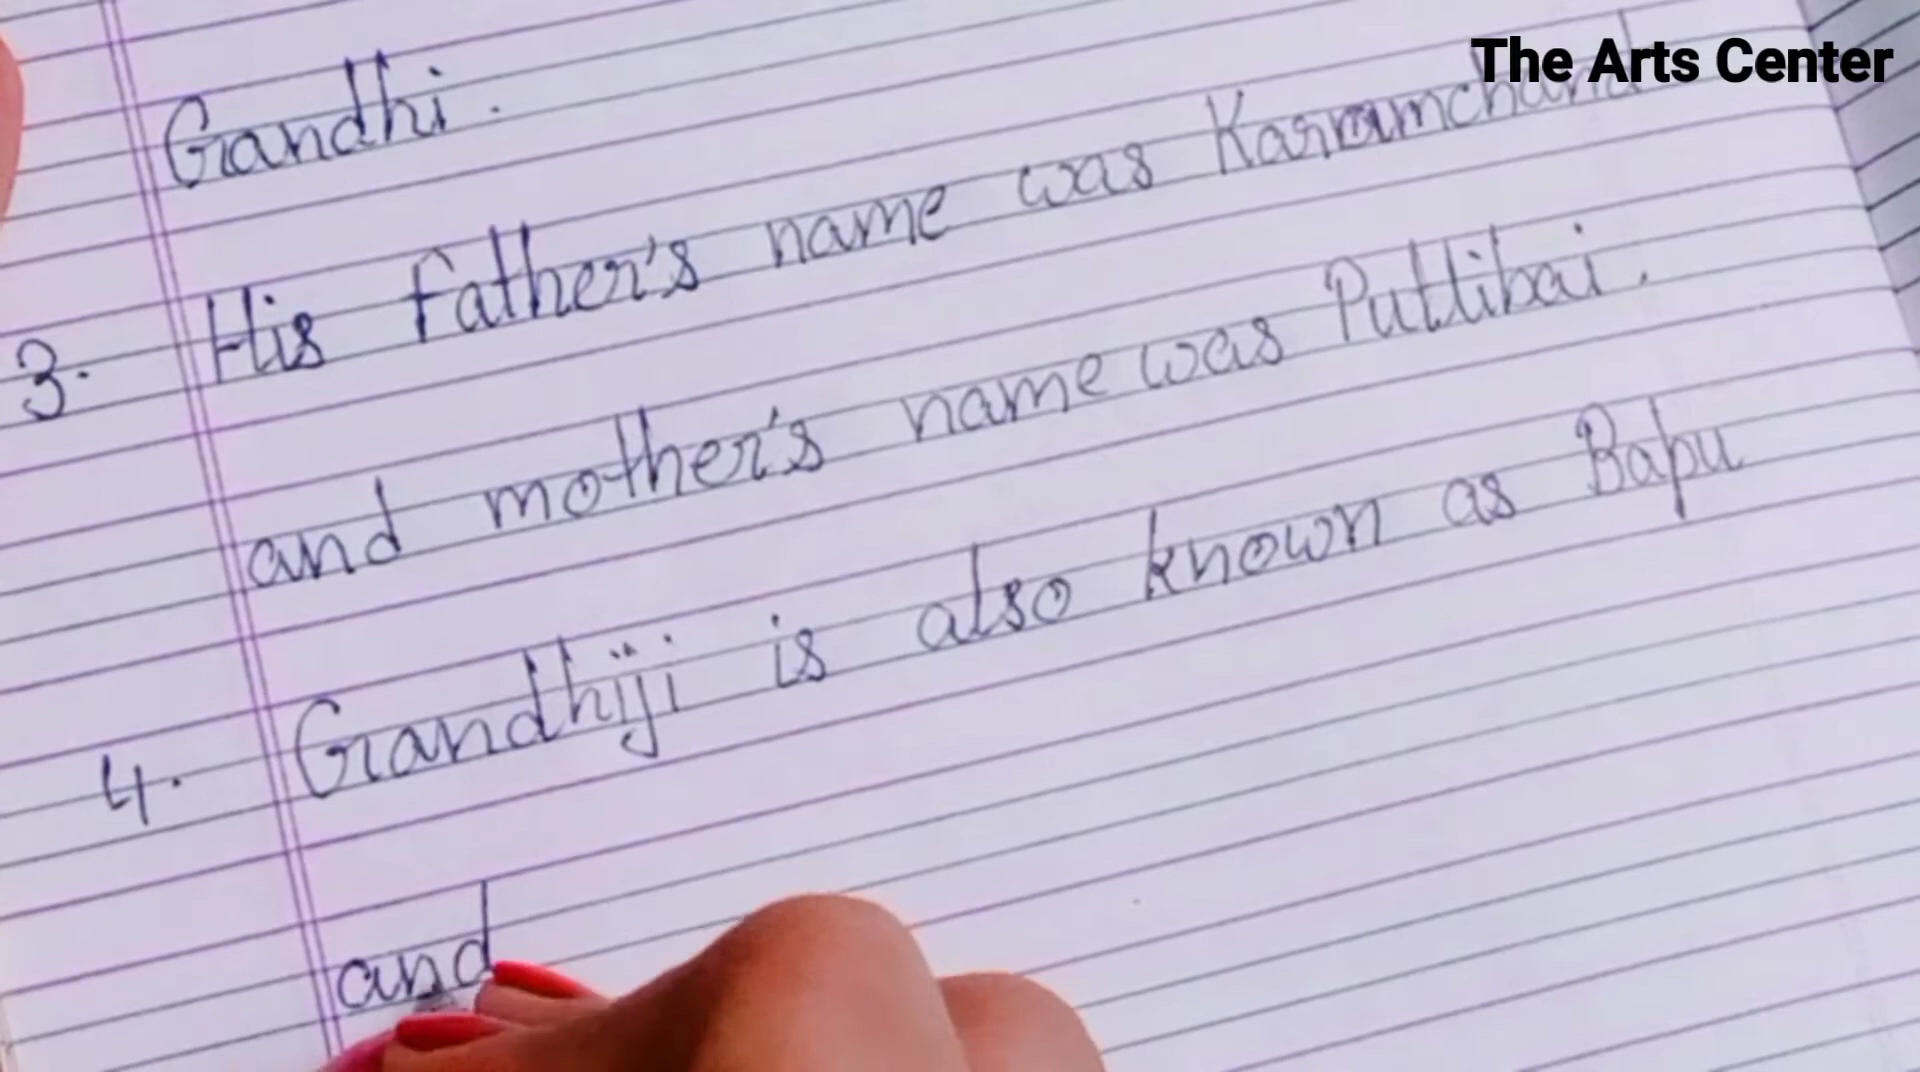 The Arts Center
Gandhi.
3. His father's name was Karamchand
and mother's name was Puttibai.
4. Gandhiji is also known as Bapu
and